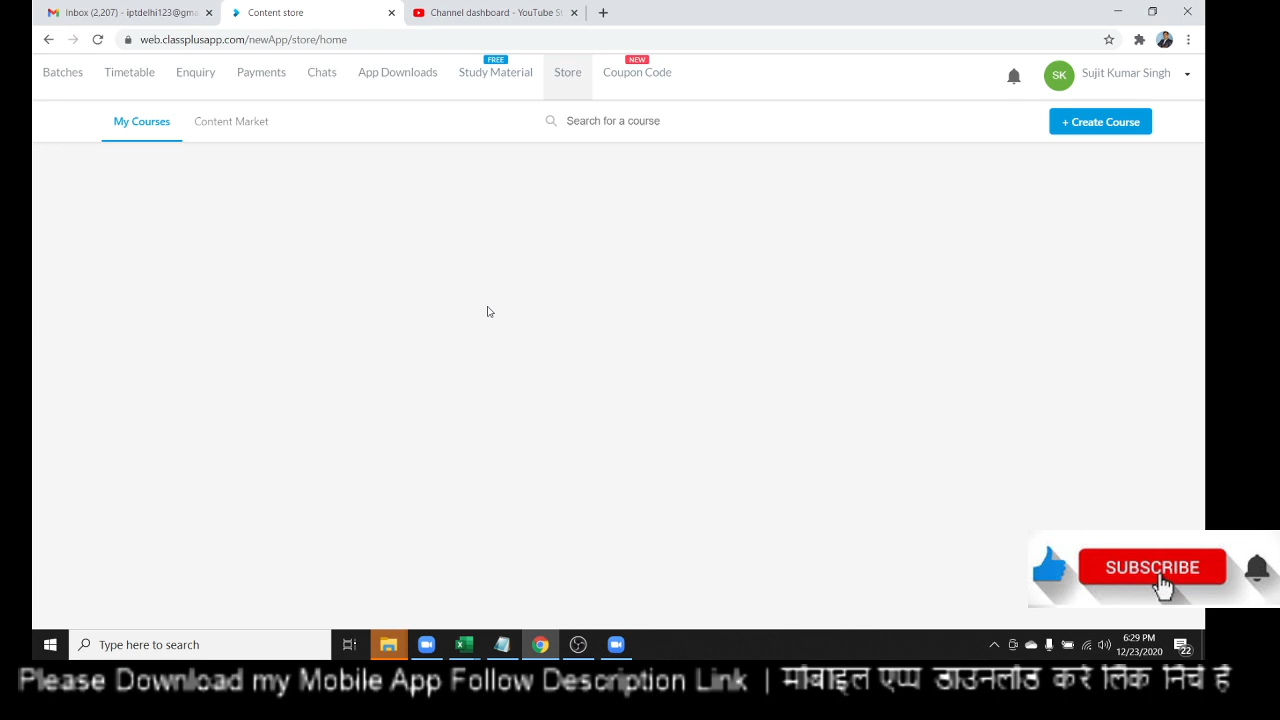 Inbox (2,207) - iptdelhi123@gma
Content store
Channel dashboard - YouTube St
web.classplusapp.com/newApp/store/home
FREE
NEW
Batches Timetable Enquiry Payments Chats App Downloads Study Material Store Coupon Code
SK Sujit Kumar Singh
My Courses Content Market Search for a course + Create Course
SUBSCRIBE
Type here to search
6:29 PM
12/23/2020
22
Please Download my Mobile App Follow Description Link | मोबाइल एप्प डाउनलोड करें लिंक निचे है